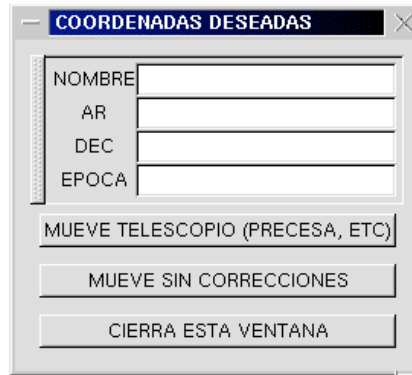 COORDENADAS DESEADAS
NOMBRE
AR
DEC
EPOCA
MUEVE TELESCOPIO (PRECESA, ETC)
MUEVE SIN CORRECCIONES
CIERRA ESTA VENTANA